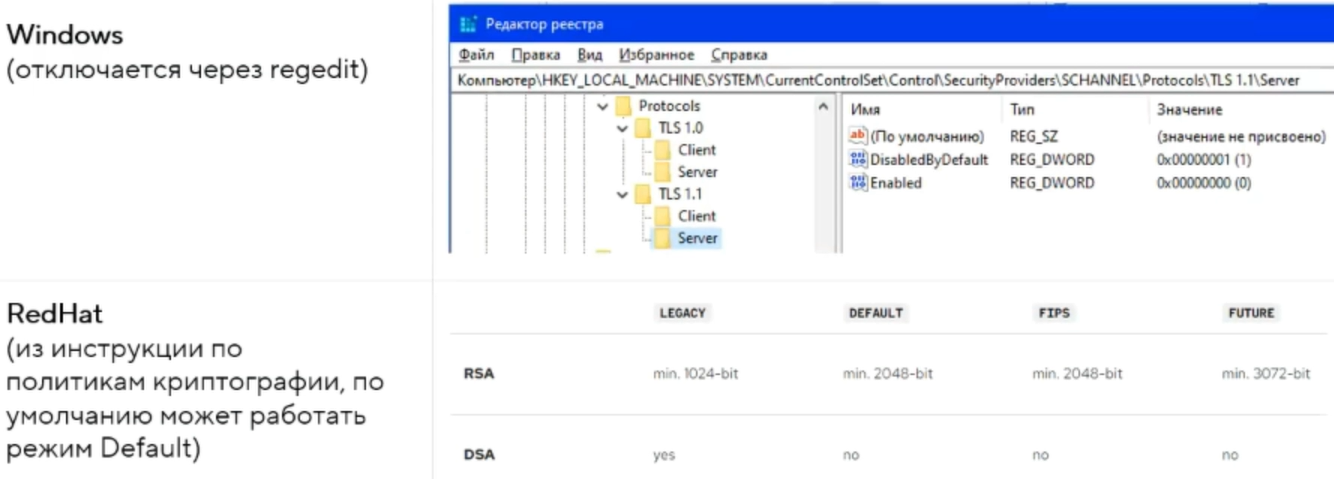 Windows
(отключается через regedit)
Редактор реестра
Файл Правка Вид Избранное Справка
Компьютер\HKEY_LOCAL_MACHINE\SYSTEM\CurrentControlSet\Control\SecurityProviders\SCHANNEL\Protocols\TLS 1.1\Server
Protocols
TLS 1.0
Client
Server
TLS 1.1
Client
Server
Имя Тип Значение
(По умолчанию) REG_SZ (значение не присвоено)
DisabledByDefault REG_DWORD 0x00000001 (1)
Enabled REG_DWORD 0x00000000 (0)
RedHat
(из инструкции по
политикам криптографии, по
умолчанию может работать
режим Default)
LEGACY DEFAULT FIPS FUTURE
RSA min. 1024-bit min. 2048-bit min. 2048-bit min. 3072-bit
DSA yes no no no